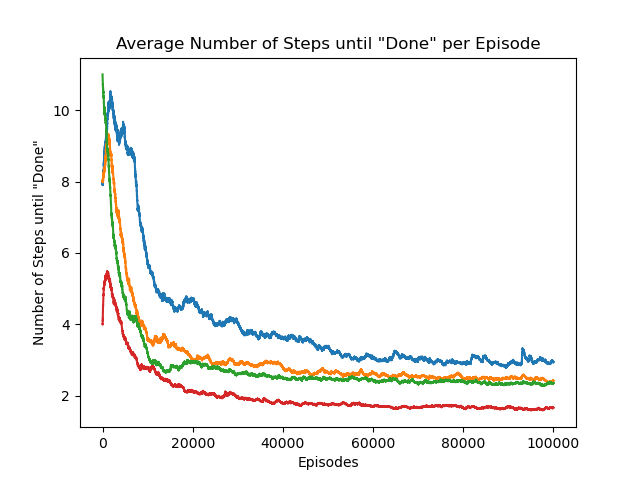 Average Number of Steps until "Done" per Episode
Number of Steps until "Done"
10
8
6
4
2
0 20000 40000 60000 80000 100000
Episodes